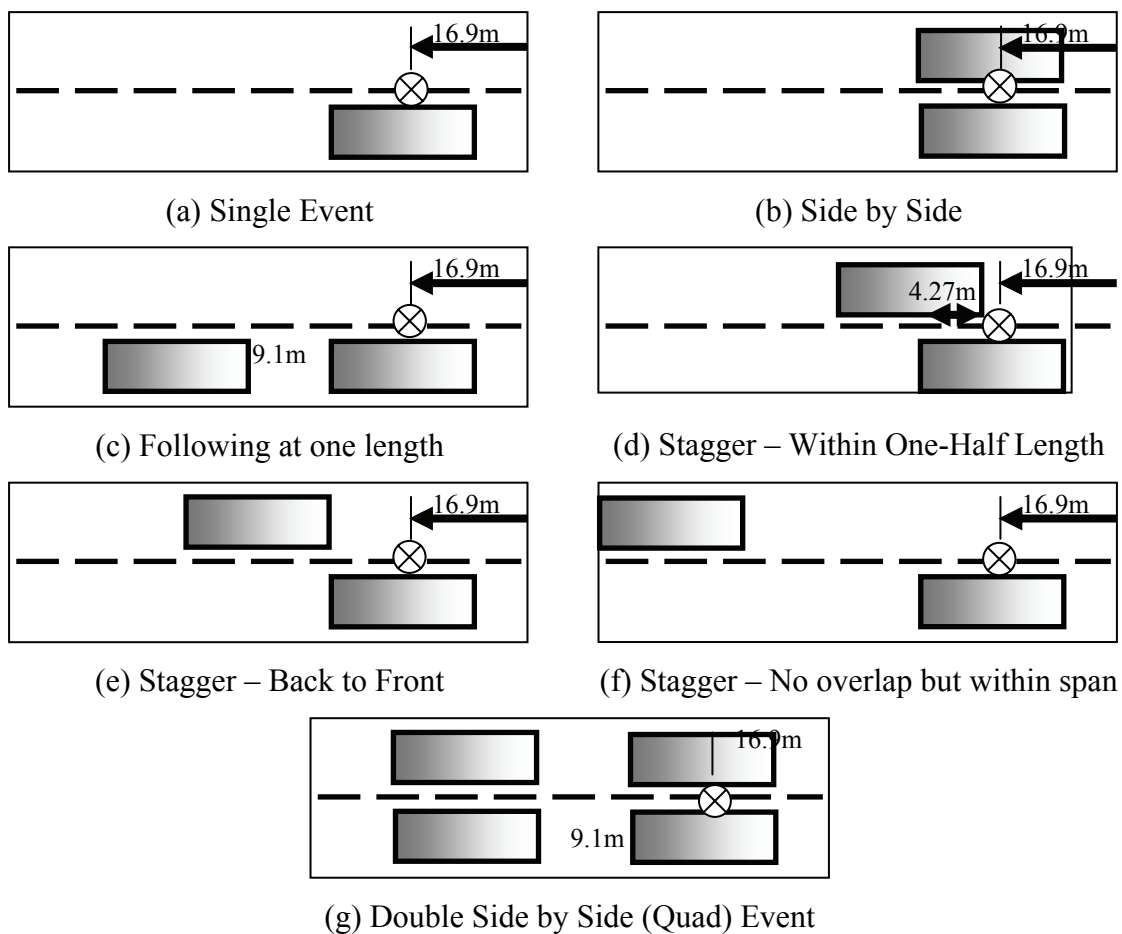 16.9m
16.9m
(a) Single Event
(b) Side by Side
16.9m
16.9m
4.27m
9.1m
(c) Following at one length
(d) Stagger – Within One-Half Length
16.9m
16.9m
(e) Stagger – Back to Front
(f) Stagger – No overlap but within span
16.9m
9.1m
(g) Double Side by Side (Quad) Event